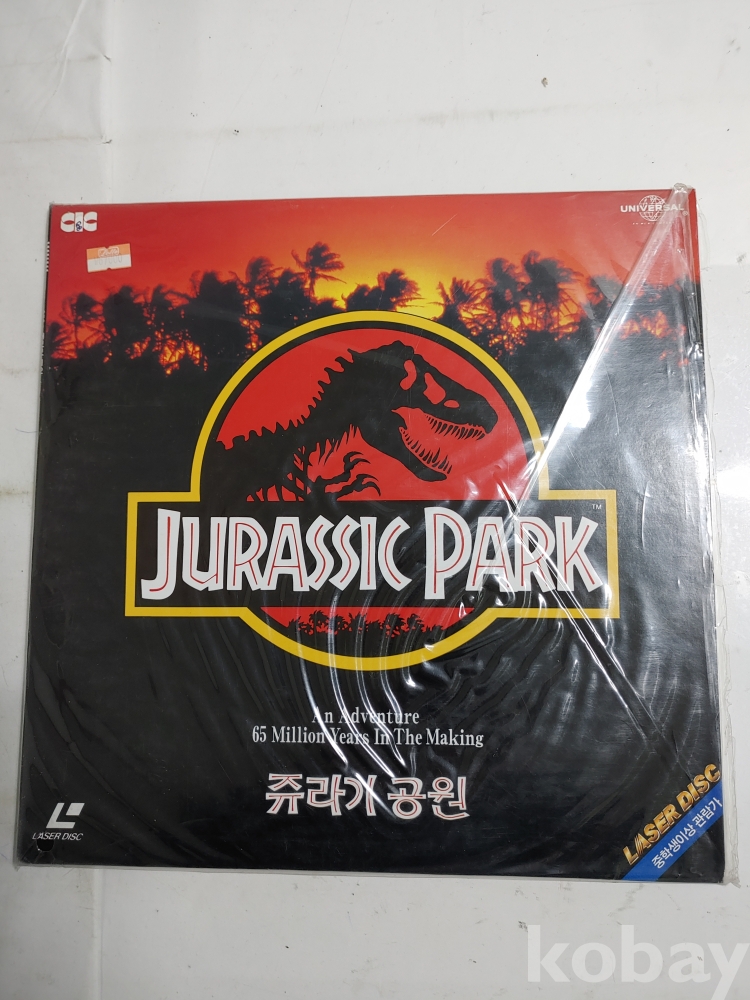 CIC
UNIVERSAL
JURASSIC PARK
TM
An Adventure
65 Million Years In The Making
쥬라기 공원
LASER DISC
LASER DISC
중학생이상 관람가
kobay